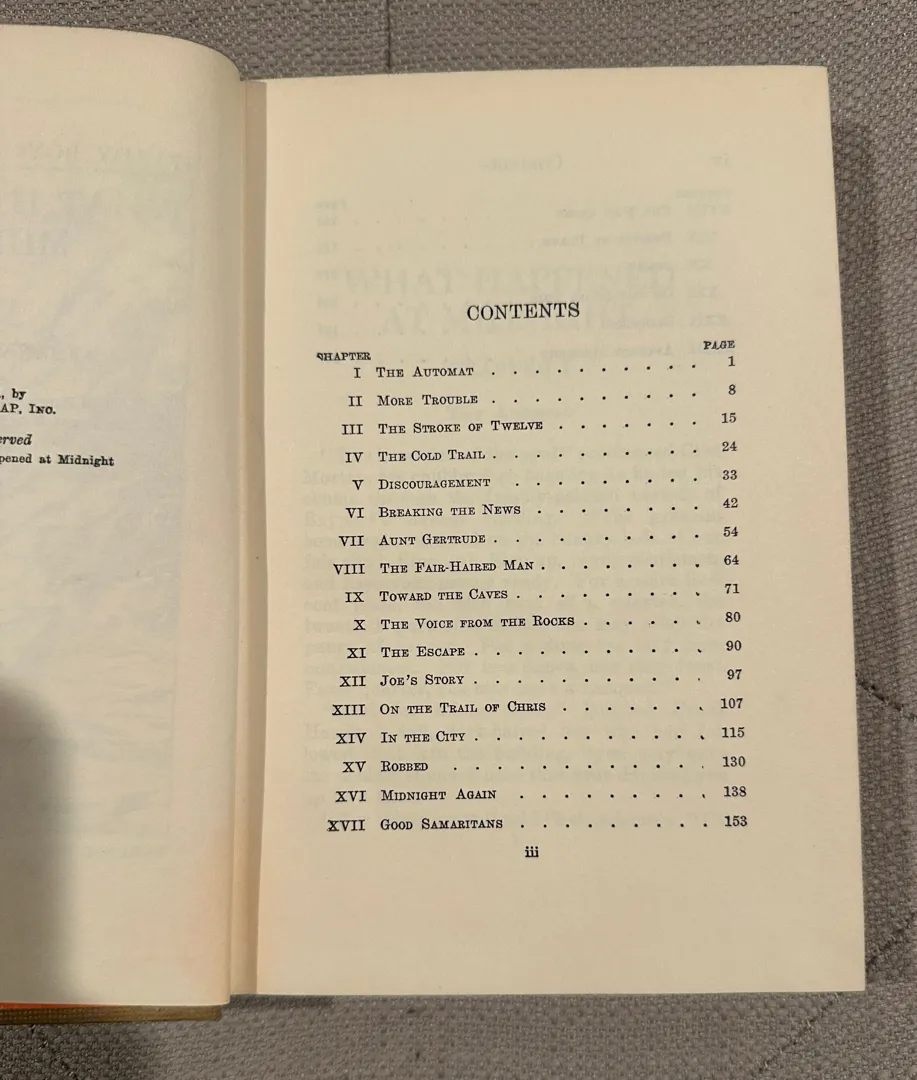 , by
AP, INC.
erved
pened at Midnight
CONTENTS
CHAPTER PAGE
I THE AUTOMAT . . . . . . . . . . 1
II MORE TROUBLE . . . . . . . . . . 8
III THE STROKE OF TWELVE . . . . . . . 15
IV THE COLD TRAIL . . . . . . . . . . 24
V DISCOURAGEMENT . . . . . . . . . 33
VI BREAKING THE NEWS . . . . . . . . 42
VII AUNT GERTRUDE . . . . . . . . . . 54
VIII THE FAIR-HAIRED MAN . . . . . . . . 64
IX TOWARD THE CAVES . . . . . . . . . 71
X THE VOICE FROM THE ROCKS . . . . . . 80
XI THE ESCAPE . . . . . . . . . . . 90
XII JOE'S STORY . . . . . . . . . . . 97
XIII ON THE TRAIL OF CHRIS . . . . . . . 107
XIV IN THE CITY . . . . . . . . . . . 115
XV ROBBED . . . . . . . . . . . . 130
XVI MIDNIGHT AGAIN . . . . . . . . . 138
XVII GOOD SAMARITANS . . . . . . . . . 153
iii